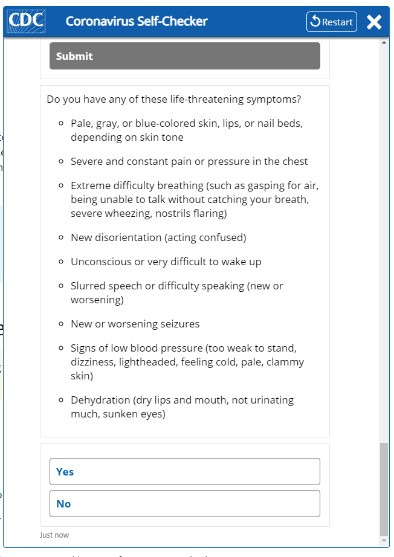 CDC Coronavirus Self-Checker Restart
Submit
Do you have any of these life-threatening symptoms?
Pale, gray, or blue-colored skin, lips, or nail beds,
depending on skin tone
Severe and constant pain or pressure in the chest
Extreme difficulty breathing (such as gasping for air,
being unable to talk without catching your breath,
severe wheezing, nostrils flaring)
New disorientation (acting confused)
Unconscious or very difficult to wake up
Slurred speech or difficulty speaking (new or
worsening)
New or worsening seizures
Signs of low blood pressure (too weak to stand,
dizziness, lightheaded, feeling cold, pale, clammy
skin)
Dehydration (dry lips and mouth, not urinating
much, sunken eyes)
Yes
No
Just now